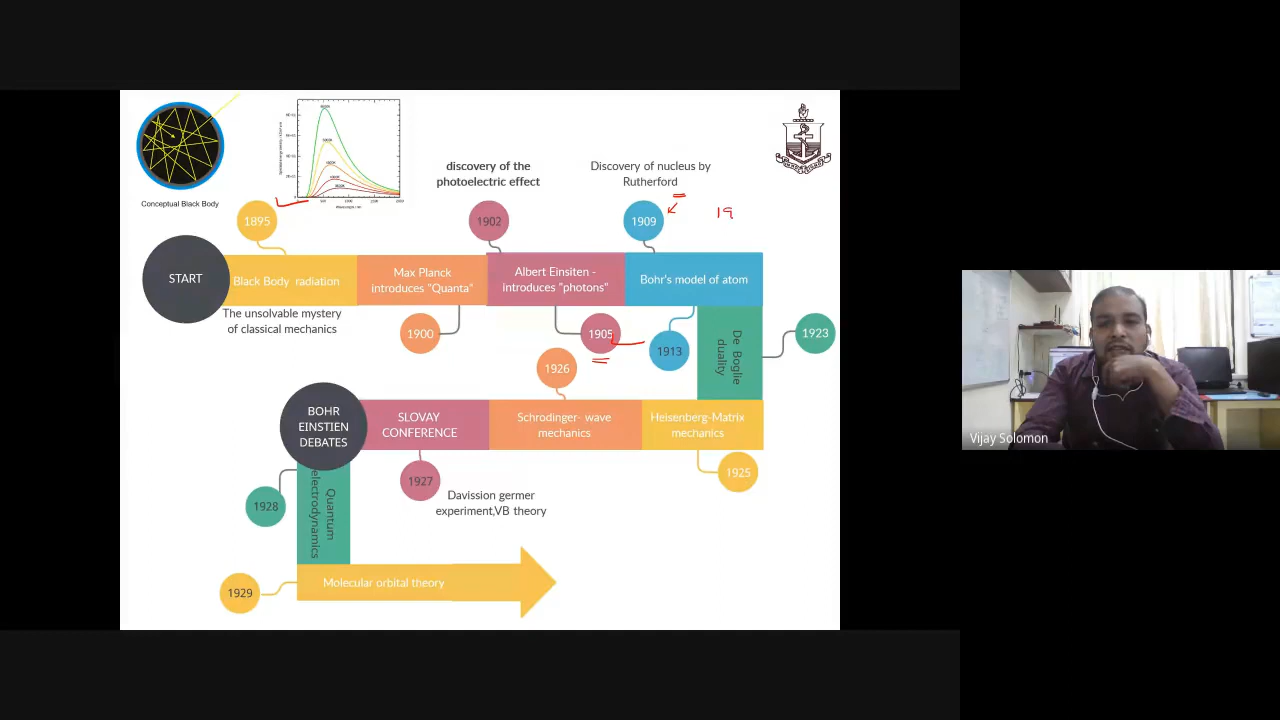 Conceptual Black Body
discovery of the
photoelectric effect
Discovery of nucleus by
Rutherford
1895
1902
1909
19
START
Black Body radiation
Max Planck
introduces "Quanta"
Albert Einsiten -
introduces "photons"
Bohr's model of atom
The unsolvable mystery
of classical mechanics
1900
1905
1913
De Boglie
duality
1923
1926
BOHR
EINSTIEN
DEBATES
SLOVAY
CONFERENCE
Schrodinger- wave
mechanics
Heisenberg-Matrix
mechanics
1925
1927
Davission germer
experiment,VB theory
1928
Quantum
electrodynamics
1929
Molecular orbital theory
Vijay Solomon